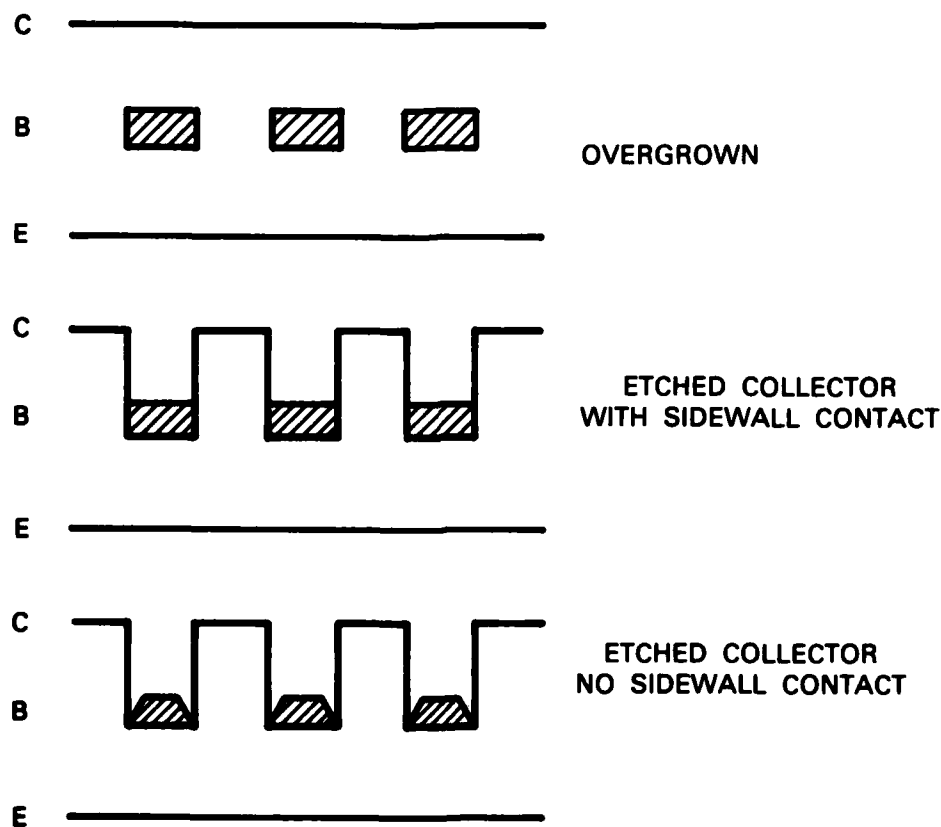 C
B
OVERGROWN
E
C
ETCHED COLLECTOR
B
WITH SIDEWALL CONTACT
E
C
ETCHED COLLECTOR
NO SIDEWALL CONTACT
B
E